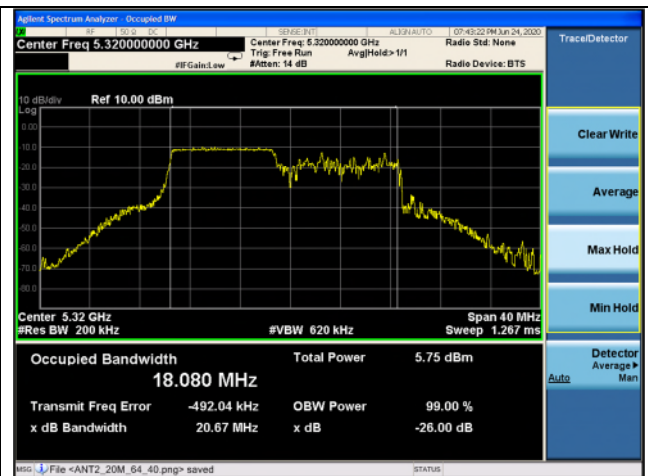 Agilent Spectrum Analyzer - Occupied BW
RF 50 Ω DC SENSE:INT ALIGN AUTO 07:43:22 PM Jun 24, 2020
Center Freq 5.320000000 GHz Center Freq: 5.320000000 GHz Radio Std: None Trace/Detector
Trig: Free Run Avg|Hold:>1/1
#IFGain:Low #Atten: 14 dB Radio Device: BTS
10 dB/div Ref 10.00 dBm
Log
0.00
-10.0
-20.0
-30.0
-40.0
-50.0
-60.0
-70.0
-80.0
Center 5.32 GHz Span 40 MHz
#Res BW 200 kHz #VBW 620 kHz Sweep 1.267 ms
Occupied Bandwidth Total Power 5.75 dBm
18.080 MHz
Transmit Freq Error -492.04 kHz OBW Power 99.00 %
x dB Bandwidth 20.67 MHz x dB -26.00 dB
Clear Write
Average
Max Hold
Min Hold
Detector
Average
Auto Man
MSG File <ANT2_20M_64_40.png> saved STATUS